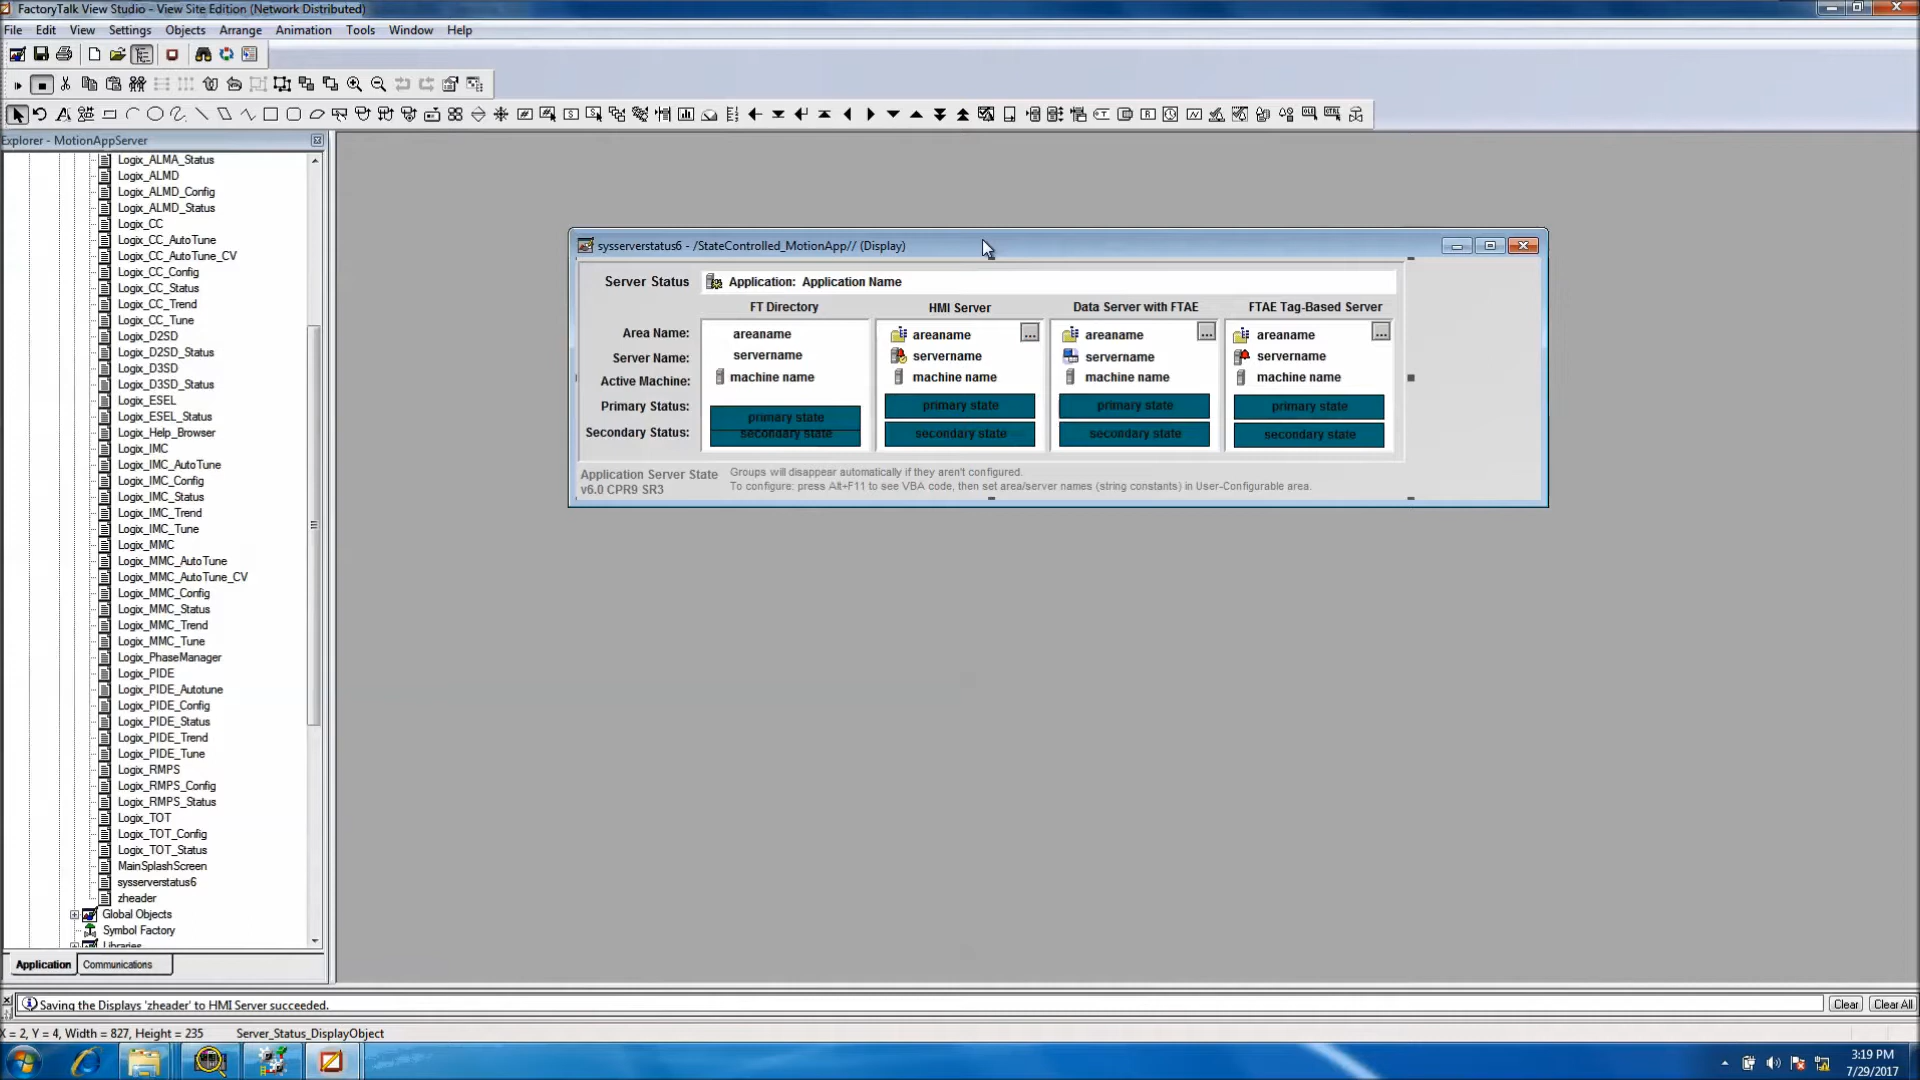 FactoryTalk View Studio - View Site Edition (Network Distributed)
File Edit View Settings Objects Arrange Animation Tools Window Help
Explorer - MotionAppServer
Logix_ALMA_Status
Logix_ALMD
Logix_ALMD_Config
Logix_ALMD_Status
Logix_CC
Logix_CC_AutoTune
Logix_CC_AutoTune_CV
Logix_CC_Config
Logix_CC_Status
Logix_CC_Trend
Logix_CC_Tune
Logix_D2SD
Logix_D2SD_Status
Logix_D3SD
Logix_D3SD_Status
Logix_ESEL
Logix_ESEL_Status
Logix_Help_Browser
Logix_IMC
Logix_IMC_AutoTune
Logix_IMC_Config
Logix_IMC_Status
Logix_IMC_Trend
Logix_IMC_Tune
Logix_MMC
Logix_MMC_AutoTune
Logix_MMC_AutoTune_CV
Logix_MMC_Config
Logix_MMC_Status
Logix_MMC_Trend
Logix_MMC_Tune
Logix_PhaseManager
Logix_PIDE
Logix_PIDE_Autotune
Logix_PIDE_Config
Logix_PIDE_Status
Logix_PIDE_Trend
Logix_PIDE_Tune
Logix_RMPS
Logix_RMPS_Config
Logix_RMPS_Status
Logix_TOT
Logix_TOT_Config
Logix_TOT_Status
MainSplashScreen
sysserverstatus6
zheader
Global Objects
Symbol Factory
Libraries
Application Communications
sysserverstatus6 - /StateControlled_MotionApp// (Display)
Server Status Application: Application Name
FT Directory HMI Server Data Server with FTAE FTAE Tag-Based Server
Area Name: areaname areaname ... areaname ... areaname ...
Server Name: servername servername servername servername
Active Machine: machine name machine name machine name machine name
Primary Status: primary state primary state primary state primary state
Secondary Status: secondary state secondary state secondary state secondary state
Application Server State Groups will disappear automatically if they aren't configured.
v6.0 CPR9 SR3 To configure: press Alt+F11 to see VBA code, then set area/server names (string constants) in User-Configurable area.
Saving the Displays 'zheader' to HMI Server succeeded. Clear Clear All
X = 2, Y = 4, Width = 827, Height = 235 Server_Status_DisplayObject
3:19 PM
7/29/2017